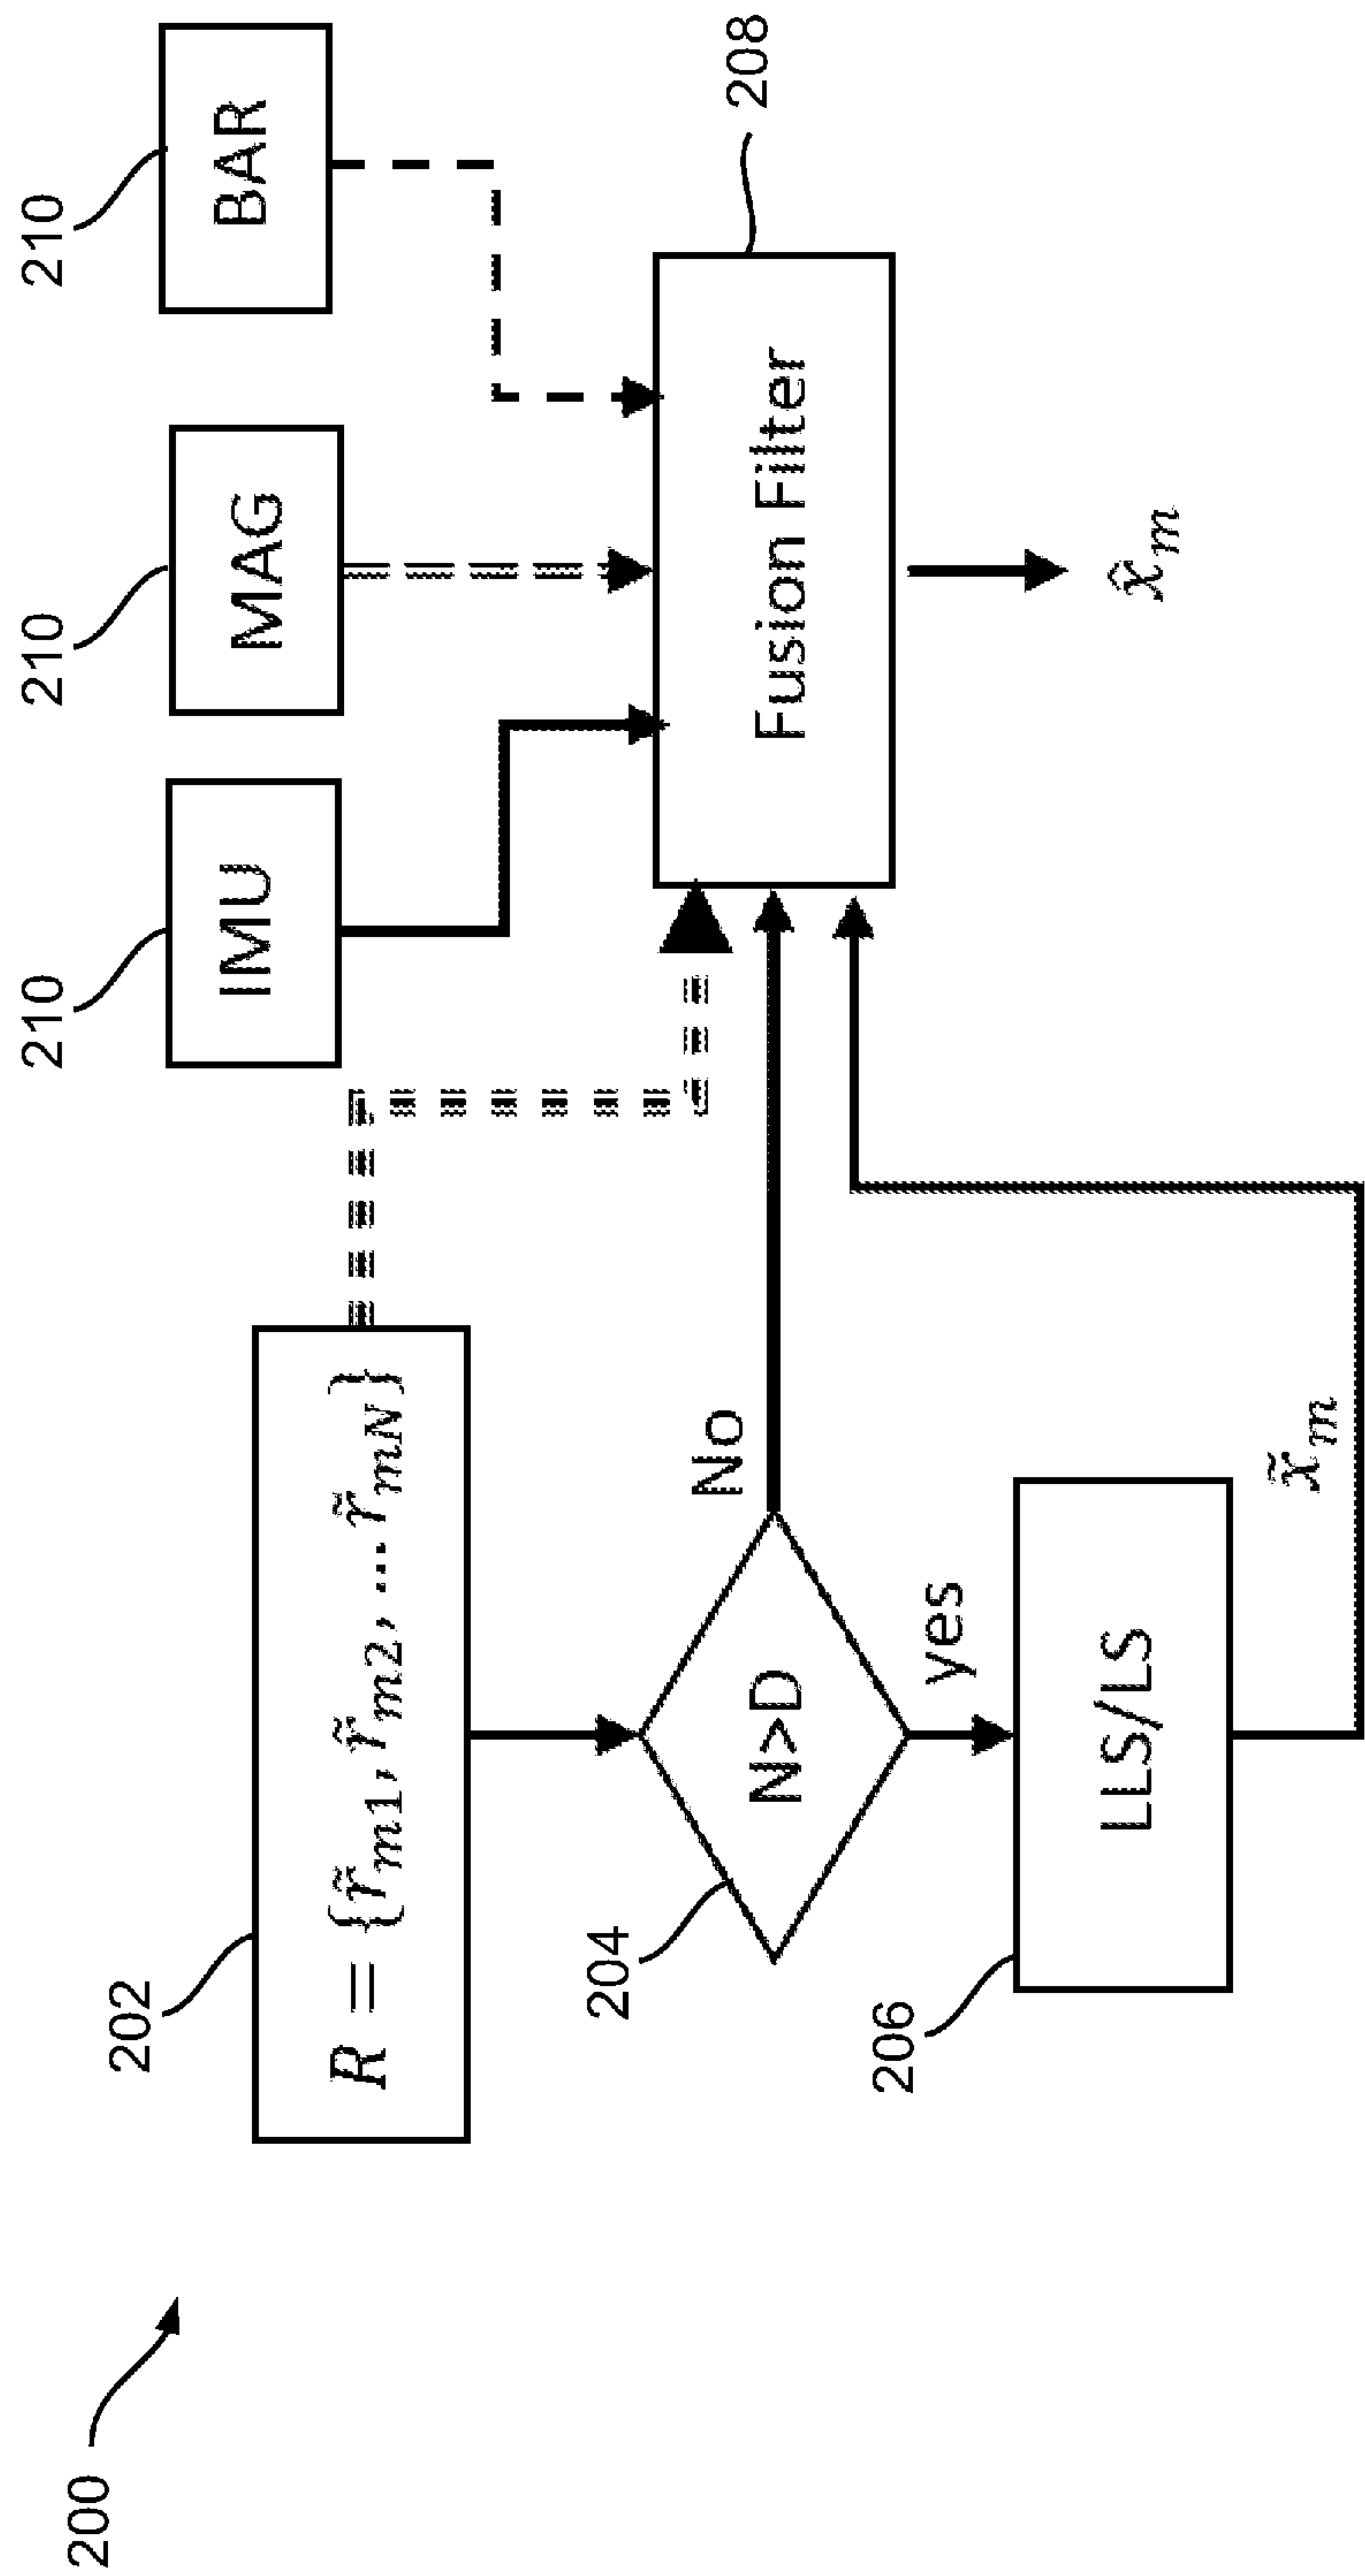 200
202
R = {r̃m1, r̃m2, ... r̃mN}
204
N>D
No
yes
206
LLS/LS
x̃m
210
IMU
210
MAG
210
BAR
208
Fusion Filter
x̂m